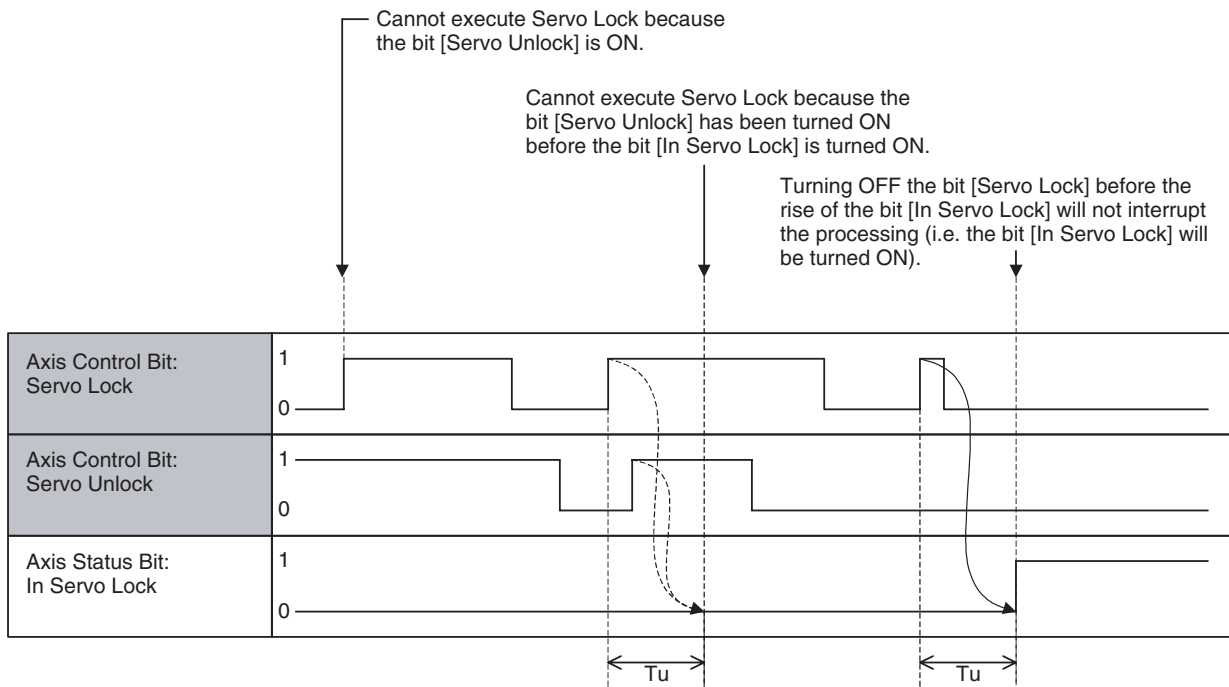 Cannot execute Servo Lock because
the bit [Servo Unlock] is ON.
Cannot execute Servo Lock because the
bit [Servo Unlock] has been turned ON
before the bit [In Servo Lock] is turned ON.
Turning OFF the bit [Servo Lock] before the
rise of the bit [In Servo Lock] will not interrupt
the processing (i.e. the bit [In Servo Lock] will
be turned ON).
Axis Control Bit:
Servo Lock
1
0
Axis Control Bit:
Servo Unlock
1
0
Axis Status Bit:
In Servo Lock
1
0
Tu
Tu